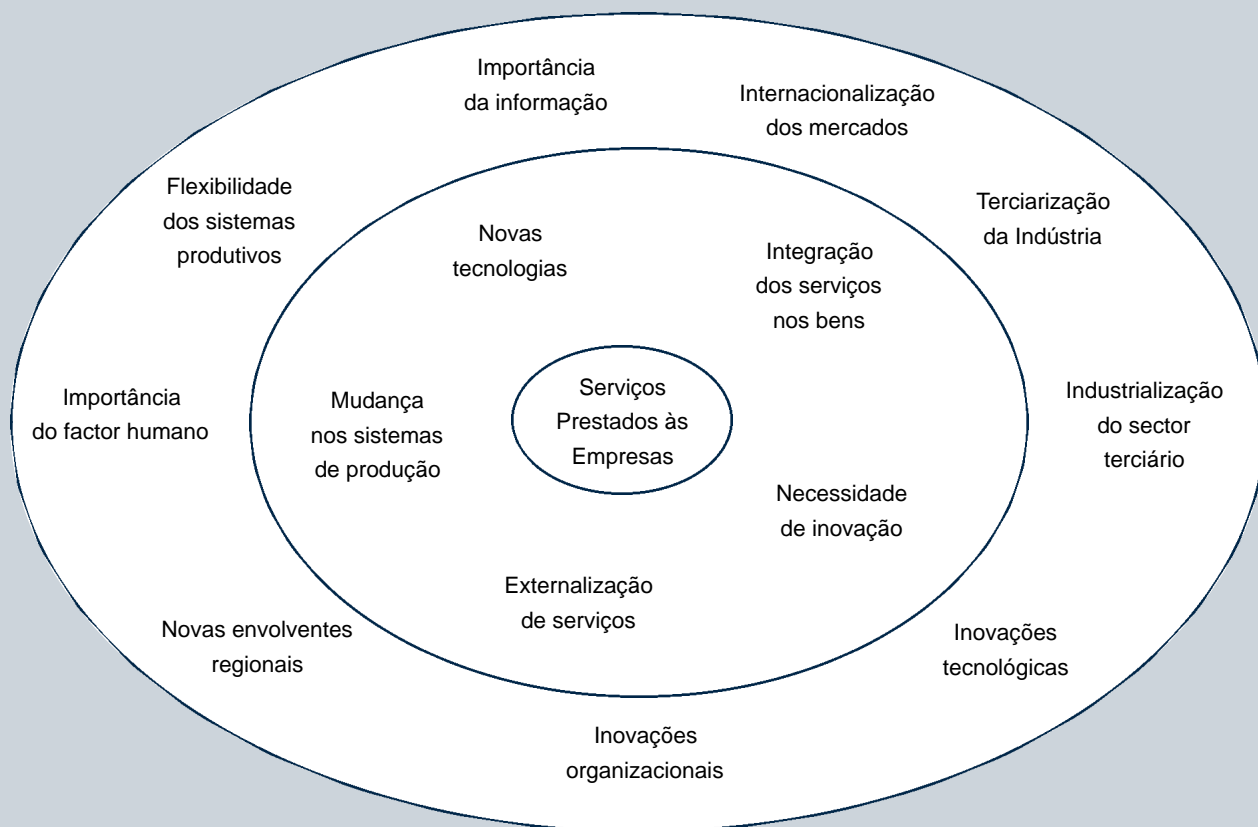 Importância
da informação
Internacionalização
dos mercados
Flexibilidade
dos sistemas
produtivos
Terciarização
da Indústria
Novas
tecnologias
Integração
dos serviços
nos bens
Importância
do factor humano
Mudança
nos sistemas
de produção
Serviços
Prestados às
Empresas
Industrialização
do sector
terciário
Necessidade
de inovação
Externalização
de serviços
Novas envolventes
regionais
Inovações
tecnológicas
Inovações
organizacionais